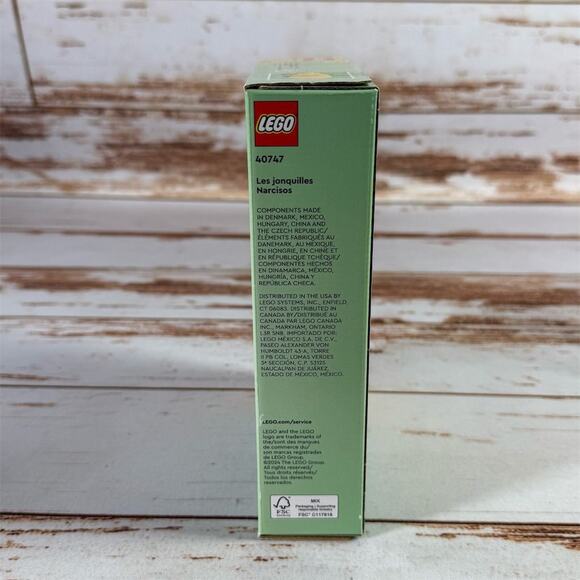 LEGO
40747
Les jonquilles
Narcisos
COMPONENTS MADE
IN DENMARK, MEXICO,
HUNGARY, CHINA AND
THE CZECH REPUBLIC/
ÉLÉMENTS FABRIQUÉS AU
DANEMARK, AU MEXIQUE,
EN HONGRIE, EN CHINE ET
EN RÉPUBLIQUE TCHÈQUE/
COMPONENTES HECHOS
EN DINAMARCA, MÉXICO,
HUNGRÍA, CHINA Y
REPÚBLICA CHECA.
DISTRIBUTED IN THE USA BY
LEGO SYSTEMS, INC., ENFIELD,
CT 06083. DISTRIBUTED IN
CANADA BY/DISTRIBUÉ AU
CANADA PAR LEGO CANADA
INC., MARKHAM, ONTARIO
L3R 5N8. IMPORTADO POR:
LEGO MÉXICO S.A. DE C.V.,
PASEO ALEXANDER VON
HUMBOLDT 43-A, TORRE
II PB COL. LOMAS VERDES
5ª SECCIÓN, C.P. 53125
NAUCALPAN DE JUÁREZ,
ESTADO DE MÉXICO, MÉXICO.
LEGO.com/service
LEGO and the LEGO
logo are trademarks of
the/sont des marques
de commerce du/
son marcas registradas
de LEGO Group.
©2024 The LEGO Group.
All rights reserved/
Tous droits réservés/
Todos los derechos
reservados.
FSC
MIX
Packaging | Supporting
responsible forestry
FSC® C117818